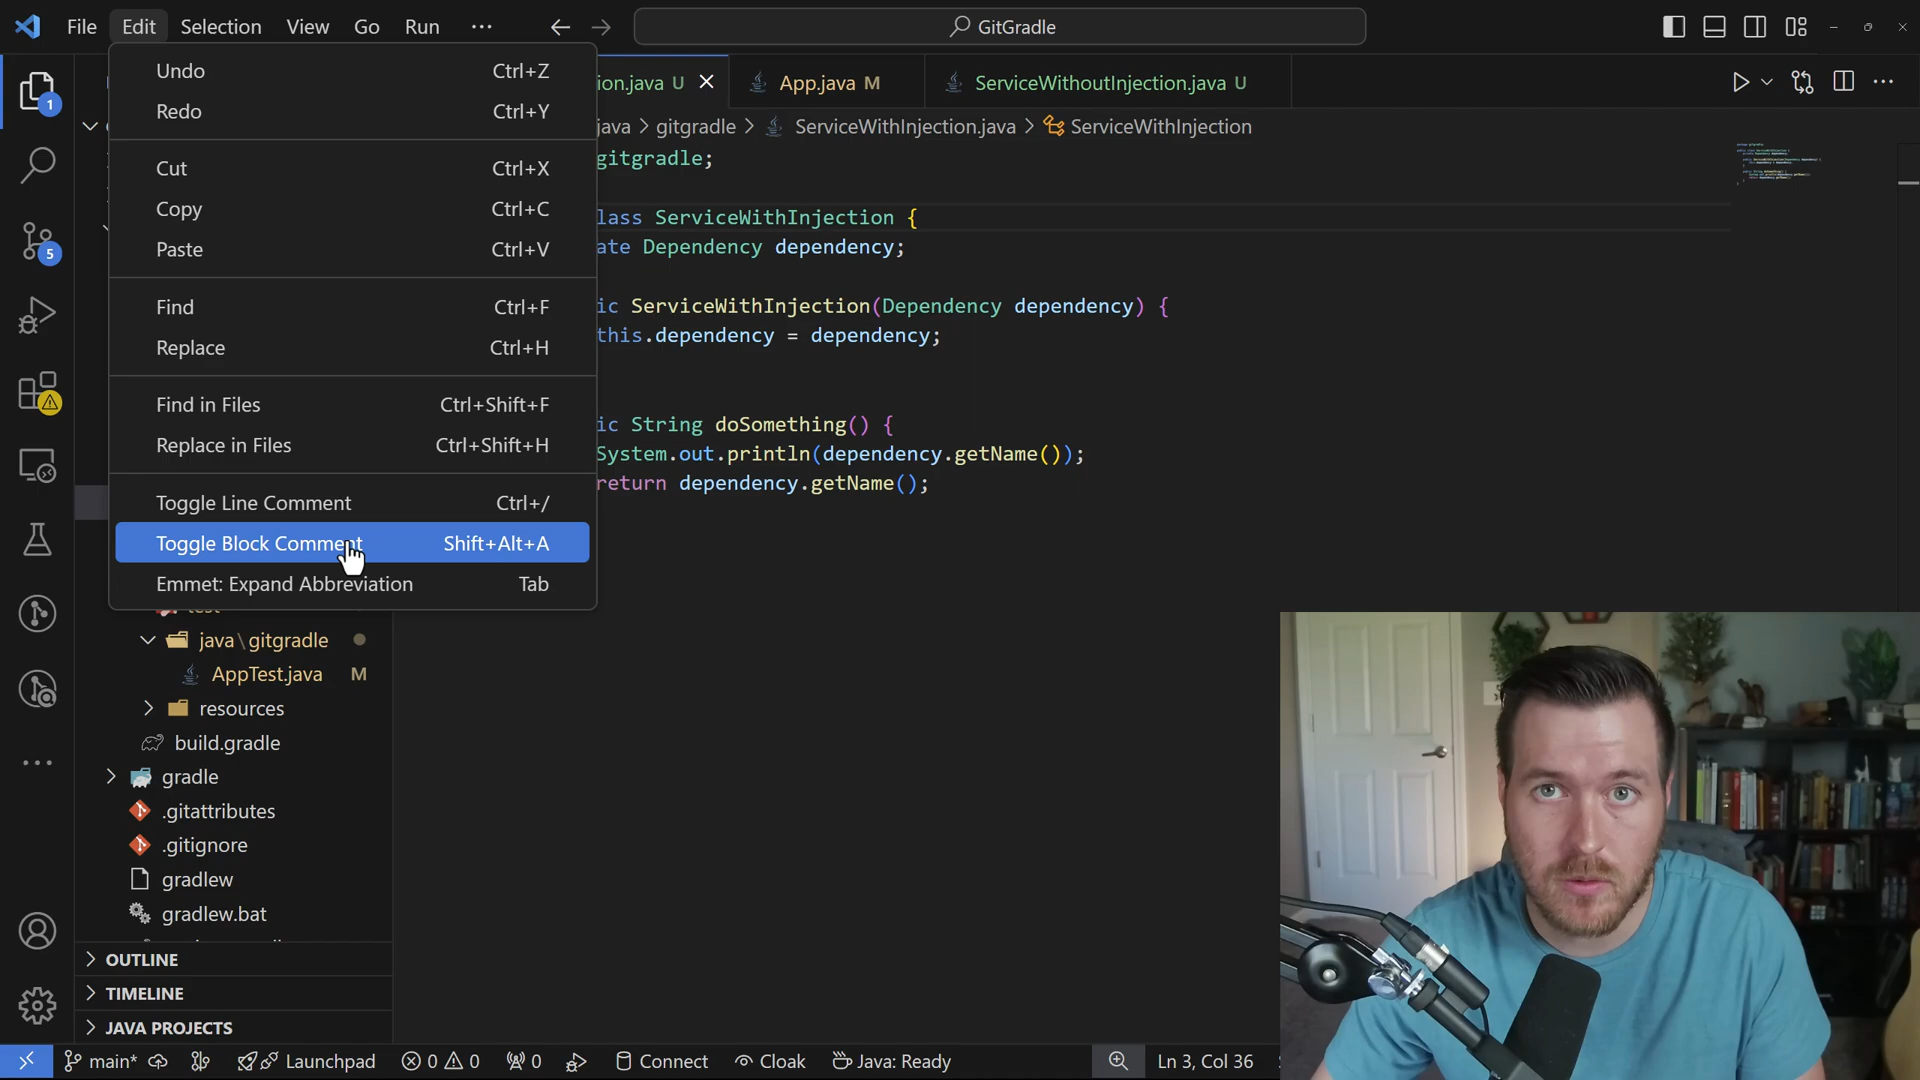 File Edit Selection View Go Run ··· GitGradle
Undo Ctrl+Z
Redo Ctrl+Y
Cut Ctrl+X
Copy Ctrl+C
Paste Ctrl+V
Find Ctrl+F
Replace Ctrl+H
Find in Files Ctrl+Shift+F
Replace in Files Ctrl+Shift+H
Toggle Line Comment Ctrl+/
Toggle Block Comment Shift+Alt+A
Emmet: Expand Abbreviation Tab
ion.java U App.java M ServiceWithoutInjection.java U
java > gitgradle > ServiceWithInjection.java > ServiceWithInjection
gitgradle;
lass ServiceWithInjection {
ate Dependency dependency;
ic ServiceWithInjection(Dependency dependency) {
this.dependency = dependency;
ic String doSomething() {
System.out.println(dependency.getName());
return dependency.getName();
1
5
java\gitgradle
AppTest.java M
resources
build.gradle
gradle
.gitattributes
.gitignore
gradlew
gradlew.bat
OUTLINE
TIMELINE
JAVA PROJECTS
main* Launchpad 0 0 0 Connect Cloak Java: Ready Ln 3, Col 36